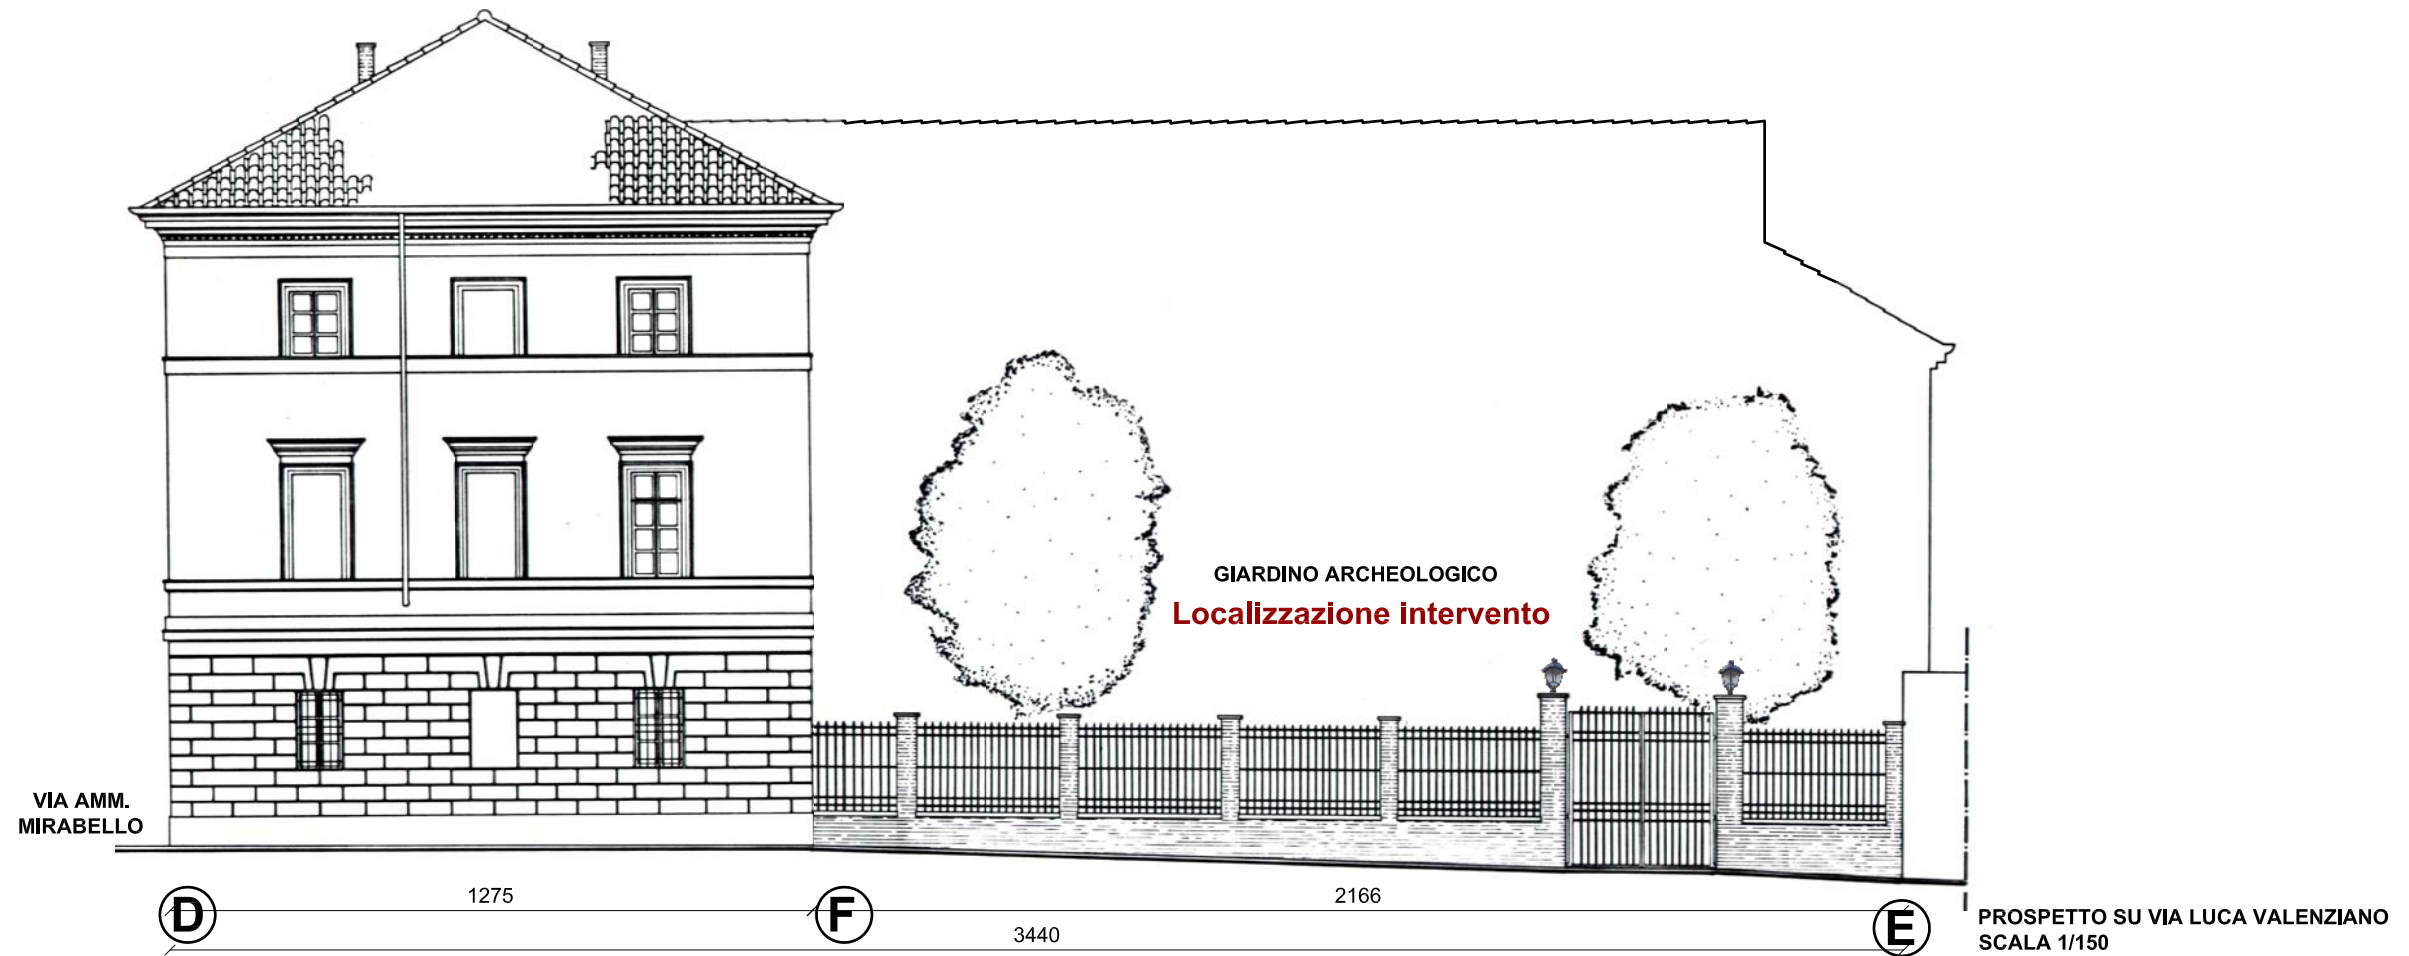 GIARDINO ARCHEOLOGICO
Localizzazione intervento
VIA AMM.
MIRABELLO
D
1275
F
2166
E
3440
PROSPETTO SU VIA LUCA VALENZIANO
SCALA 1/150